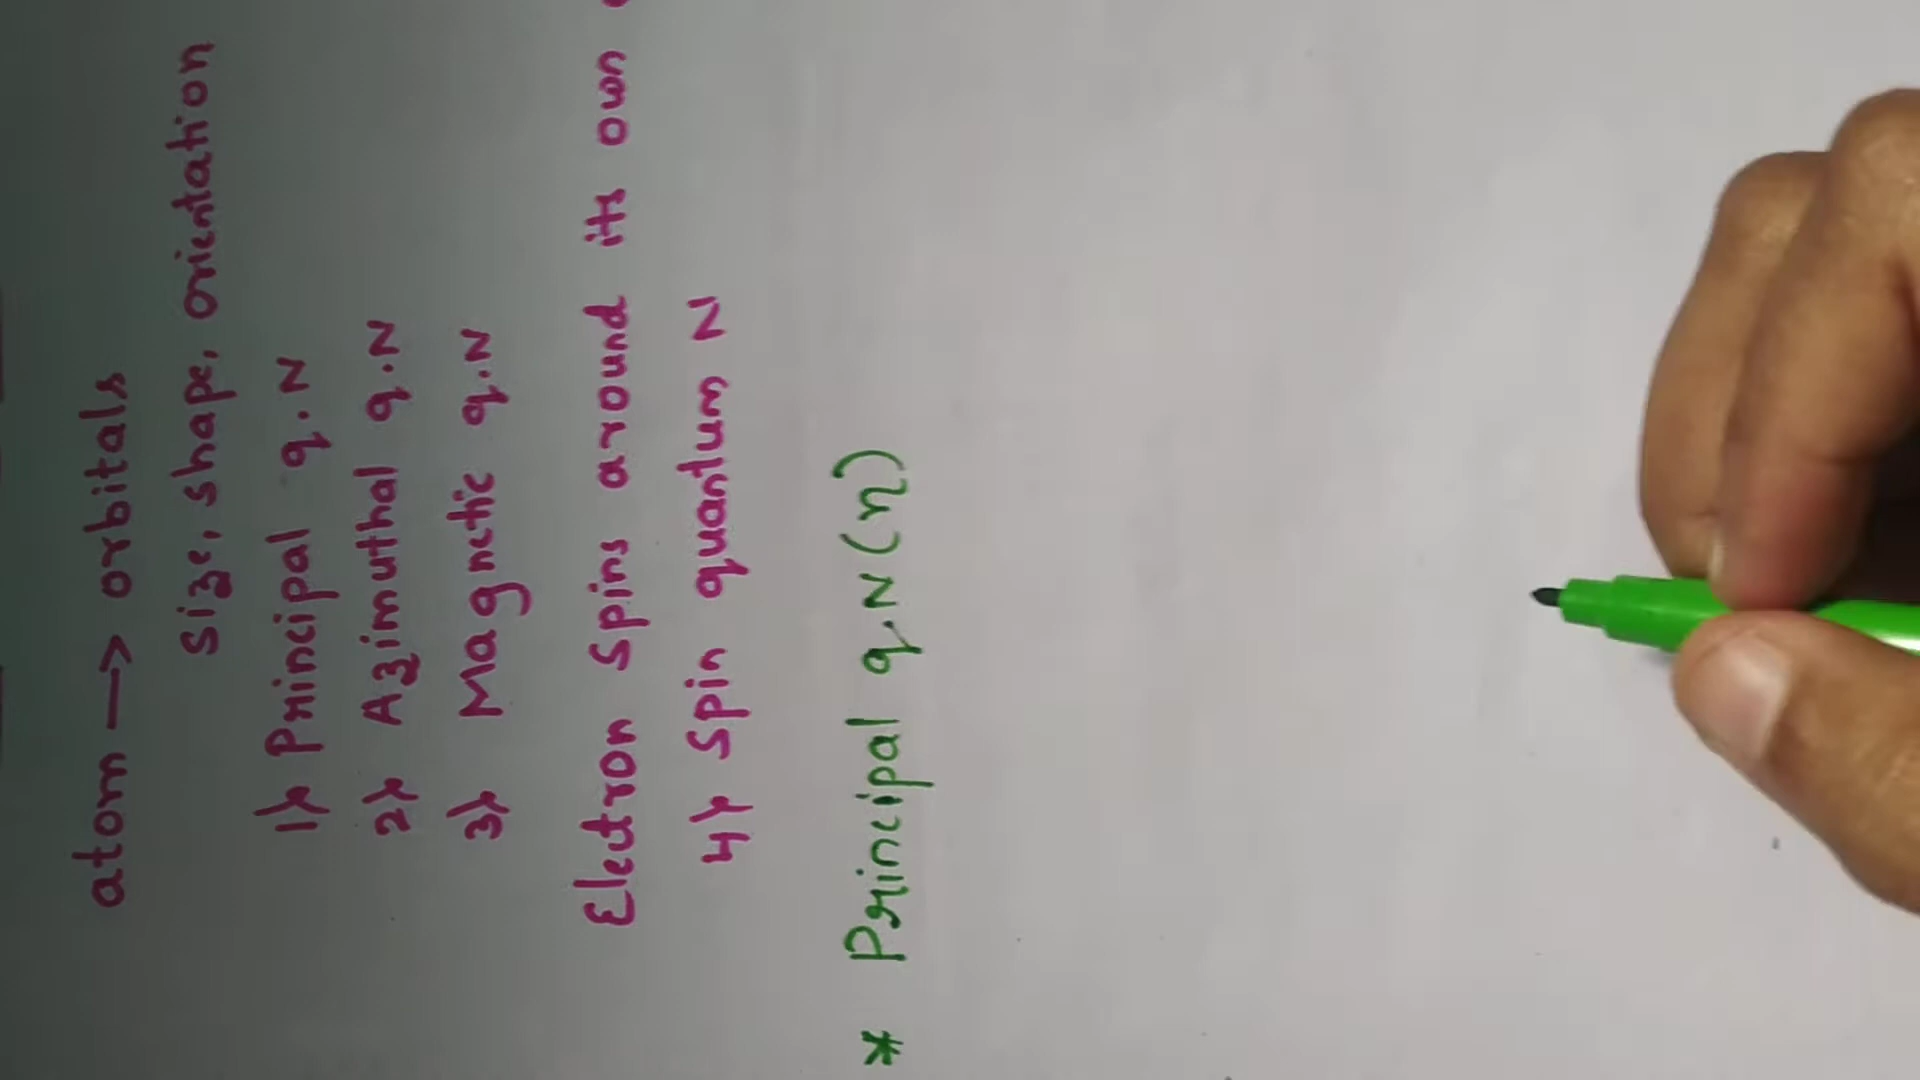 atom → orbitals
size, shape, orientation
1) Principal q.N
2) Azimuthal q.N
3) Magnetic q.N
Electron spins around its own
4) Spin quantum N
* Principal q.N (n)